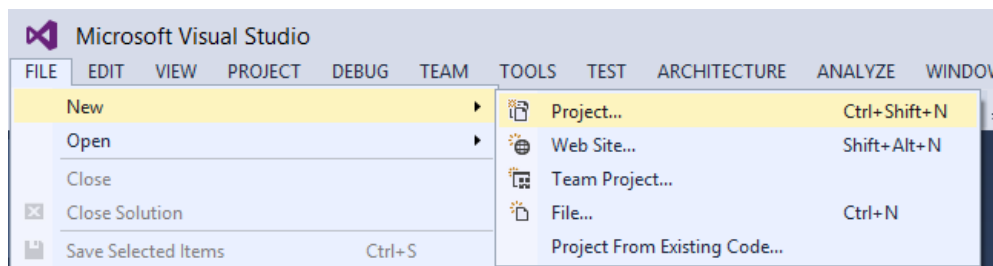 Microsoft Visual Studio
FILE EDIT VIEW PROJECT DEBUG TEAM TOOLS TEST ARCHITECTURE ANALYZE
New
Open
Close
Close Solution
Save Selected Items Ctrl+S
Project... Ctrl+Shift+N
Web Site... Shift+Alt+N
Team Project...
File... Ctrl+N
Project From Existing Code...